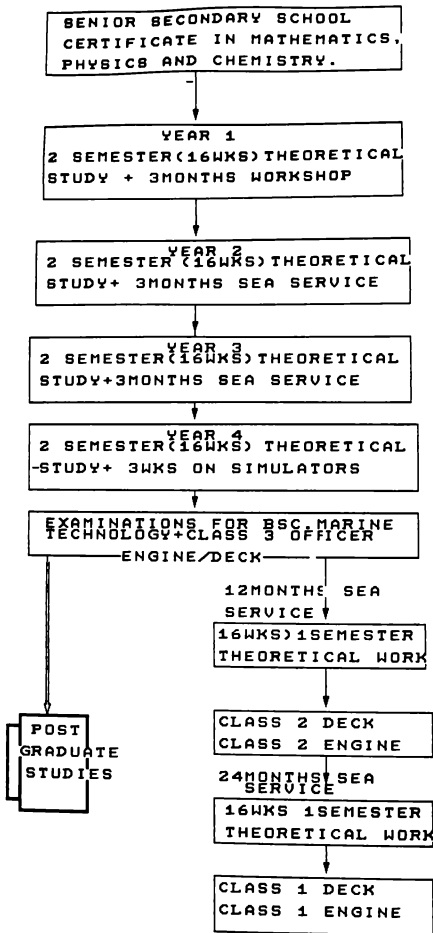 SENIOR SECONDARY SCHOOL
CERTIFICATE IN MATHEMATICS,
PHYSICS AND CHEMISTRY.
YEAR 1
2 SEMESTER(16WKS)THEORETICAL
STUDY + 3MONTHS WORKSHOP
YEAR 2
2 SEMESTER (16WKS)THEORETICAL
STUDY+ 3MONTHS SEA SERVICE
YEAR 3
2 SEMESTER(16WKS)THEORETICAL
STUDY+3MONTHS SEA SERVICE
YEAR 4
2 SEMESTER(16WKS) THEORETICAL
-STUDY+ 3WKS ON SIMULATORS
EXAMINATIONS FOR BSC.MARINE
TECHNOLOGY+CLASS 3 OFFICER
ENGINE/DECK
12MONTHS SEA
SERVICE
16WKS)1SEMESTER
THEORETICAL WORK
POST
GRADUATE
STUDIES
CLASS 2 DECK
CLASS 2 ENGINE
24MONTHS SEA
SERVICE
16WKS 1SEMESTER
THEORETICAL WORK
CLASS 1 DECK
CLASS 1 ENGINE